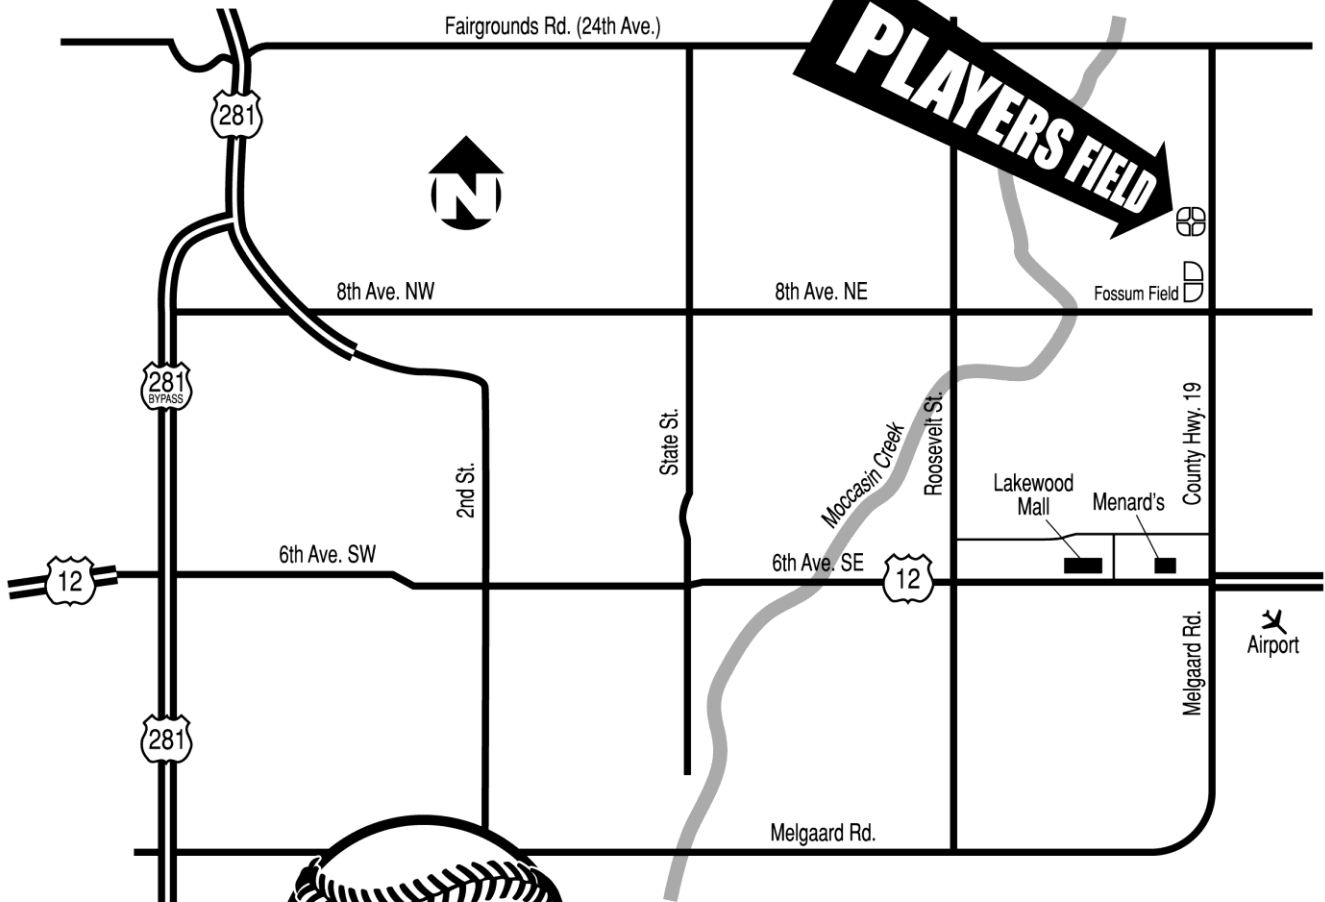 Fairgrounds Rd. (24th Ave.)
PLAYERS FIELD
281
N
8th Ave. NW
8th Ave. NE
Fossum Field
281
BYPASS
State St.
Roosevelt St.
County Hwy. 19
2nd St.
Moccasin Creek
Lakewood
Mall
Menard's
6th Ave. SW
6th Ave. SE
12
12
Airport
Melgaard Rd.
281
Melgaard Rd.